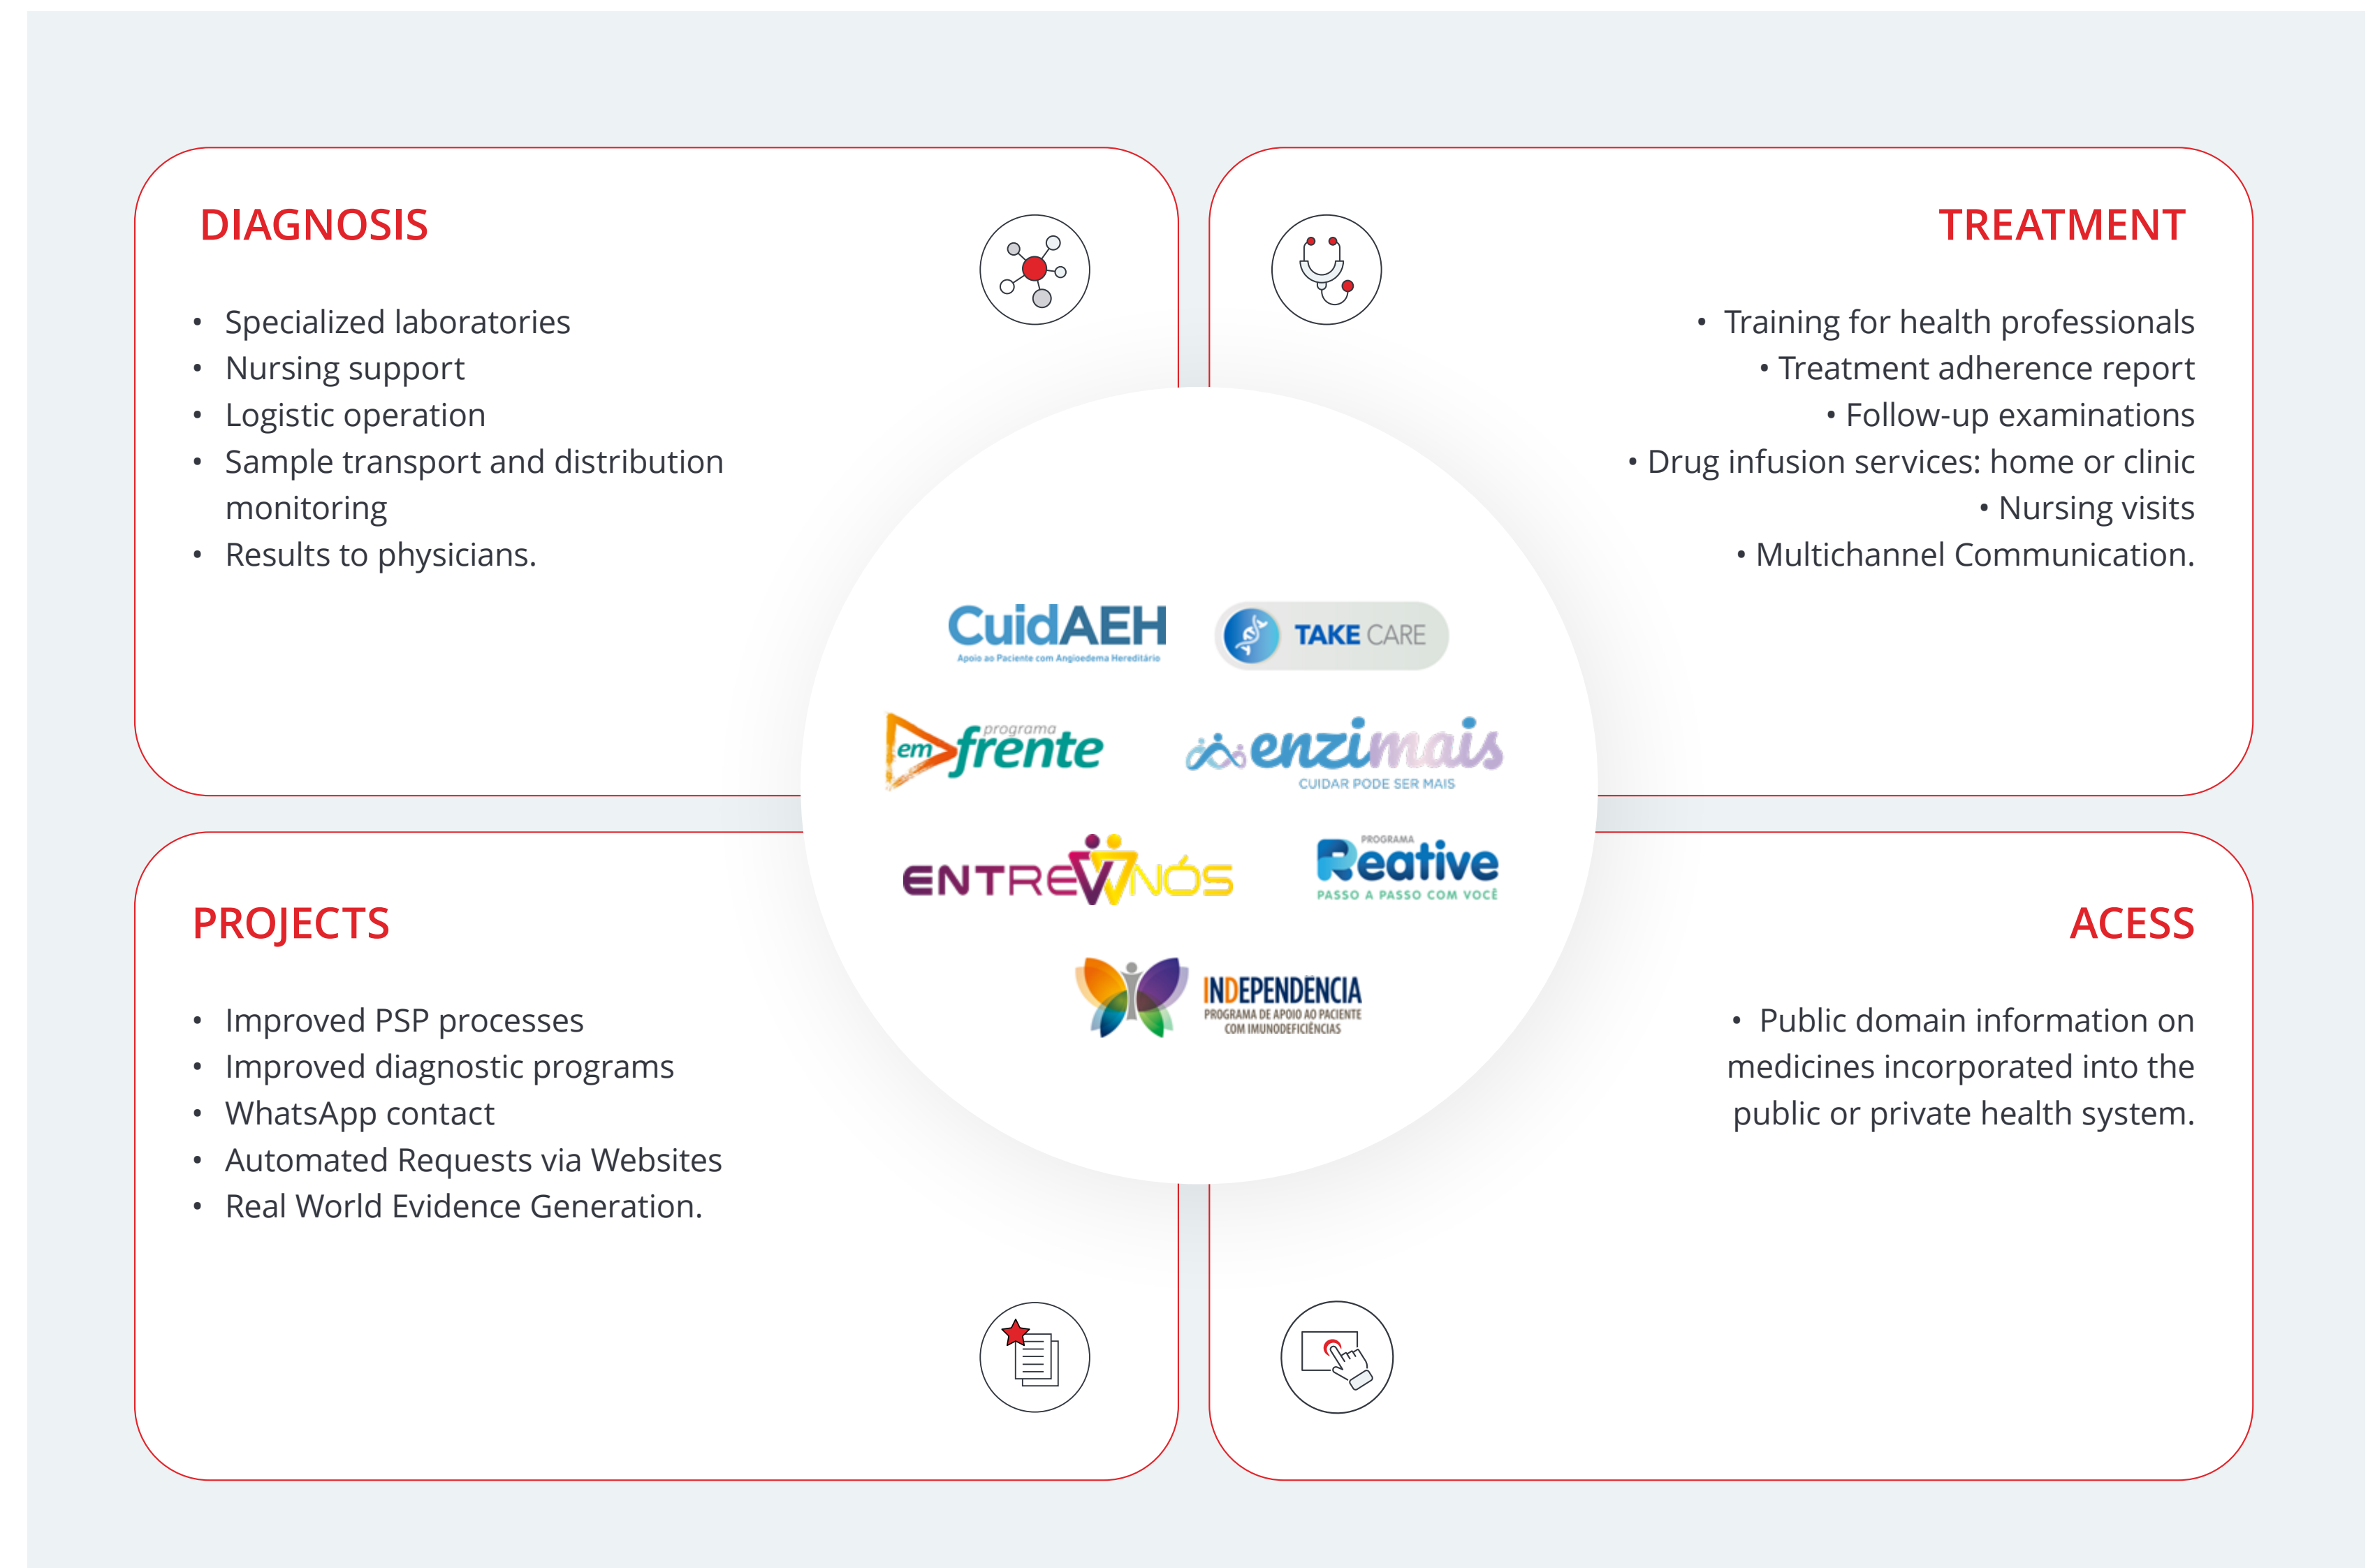 DIAGNOSIS
• Specialized laboratories
• Nursing support
• Logistic operation
• Sample transport and distribution
monitoring
• Results to physicians.
TREATMENT
• Training for health professionals
• Treatment adherence report
• Follow-up examinations
• Drug infusion services: home or clinic
• Nursing visits
• Multichannel Communication.
CuidAEH
Apoio ao Paciente com Angioedema Hereditário
TAKE CARE
programa
em frente
enzimais
CUIDAR PODE SER MAIS
ENTRE NÓS
PROGRAMA
Reative
PASSO A PASSO COM VOCÊ
INDEPENDÊNCIA
PROGRAMA DE APOIO AO PACIENTE
COM IMUNODEFICIÊNCIAS
PROJECTS
• Improved PSP processes
• Improved diagnostic programs
• WhatsApp contact
• Automated Requests via Websites
• Real World Evidence Generation.
ACESS
• Public domain information on
medicines incorporated into the
public or private health system.